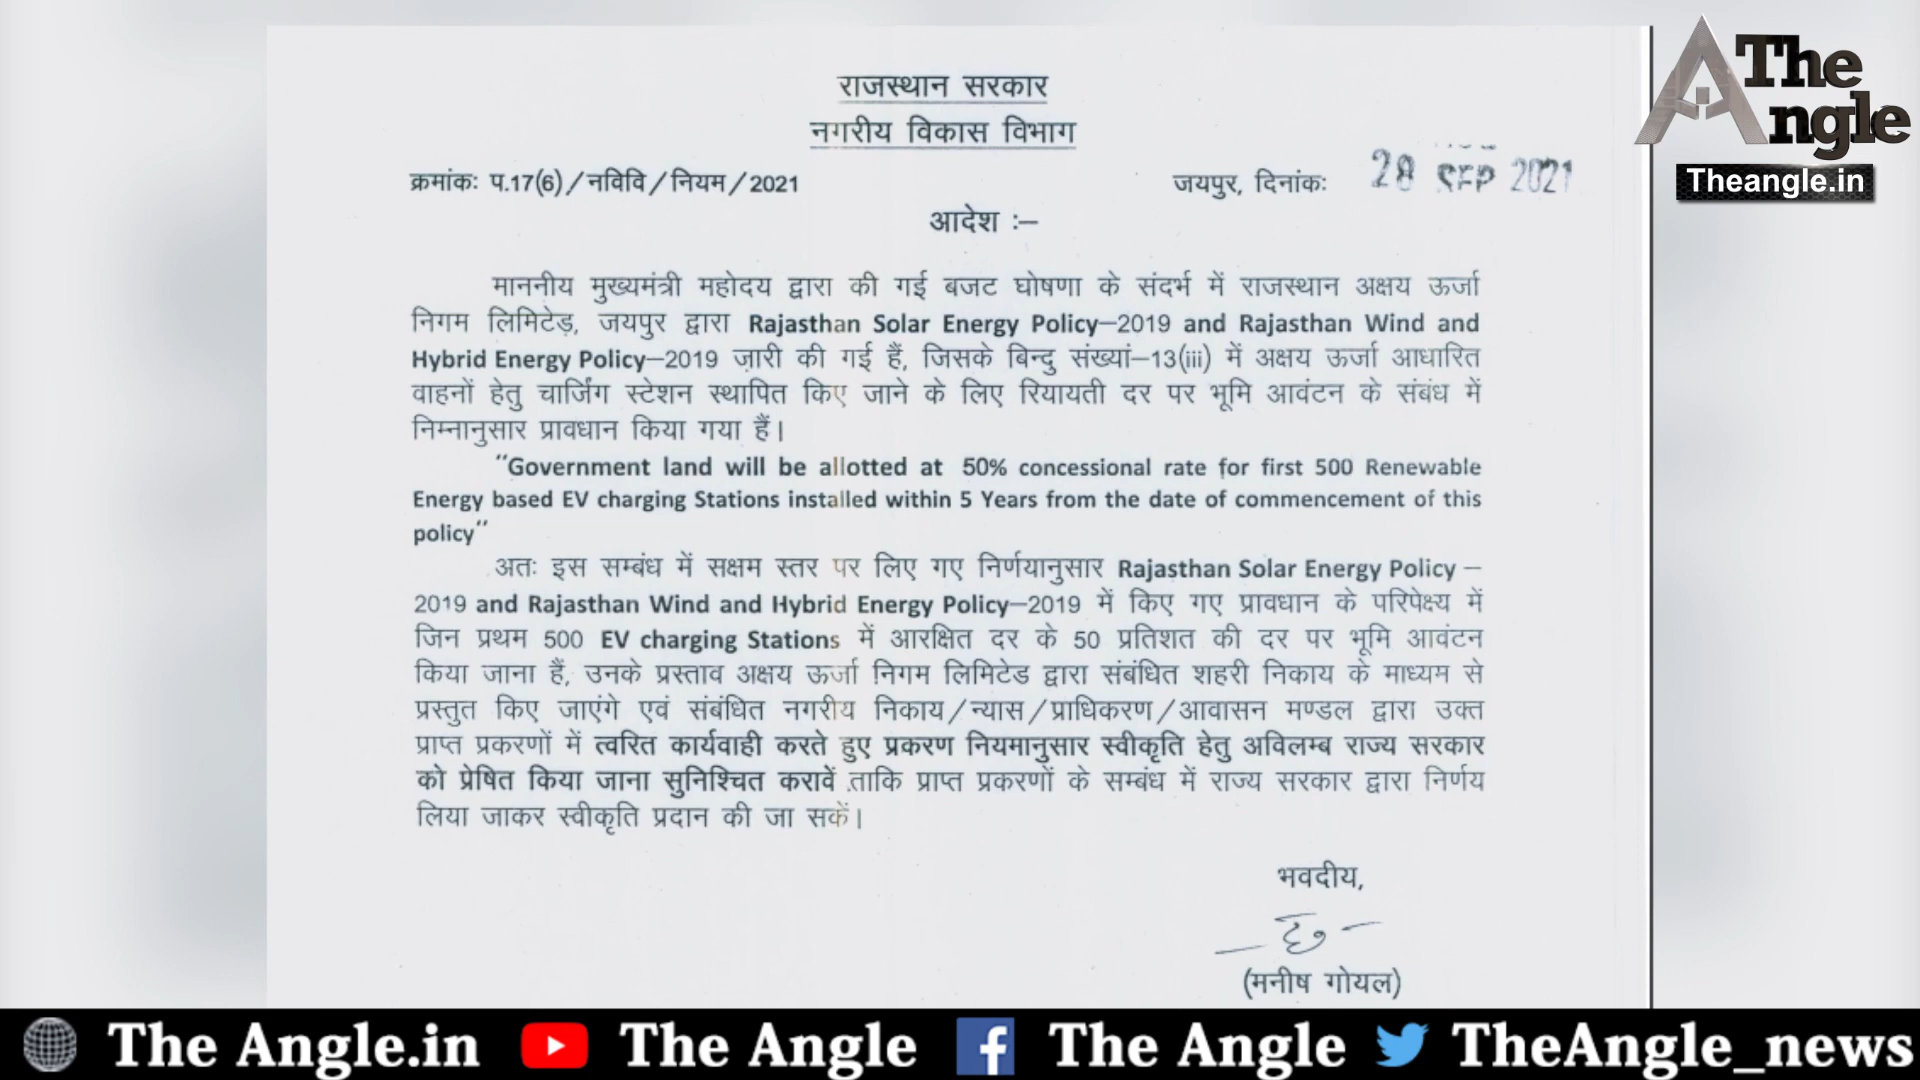 The
Angle
Theangle.in
राजस्थान सरकार
नगरीय विकास विभाग
क्रमांकः प.17(6)/नविवि/नियम/2021 जयपुर, दिनांकः 28 SEP 2021
आदेश :–
माननीय मुख्यमंत्री महोदय द्वारा की गई बजट घोषणा के संदर्भ में राजस्थान अक्षय ऊर्जा
निगम लिमिटेड़, जयपुर द्वारा Rajasthan Solar Energy Policy–2019 and Rajasthan Wind and
Hybrid Energy Policy–2019 ज़ारी की गई हैं, जिसके बिन्दु संख्यां–13(iii) में अक्षय ऊर्जा आधारित
वाहनों हेतु चार्जिंग स्टेशन स्थापित किए जाने के लिए रियायती दर पर भूमि आवंटन के संबंध में
निम्नानुसार प्रावधान किया गया हैं।
“Government land will be allotted at 50% concessional rate for first 500 Renewable
Energy based EV charging Stations installed within 5 Years from the date of commencement of this
policy”
अतः इस सम्बंध में सक्षम स्तर पर लिए गए निर्णयानुसार Rajasthan Solar Energy Policy –
2019 and Rajasthan Wind and Hybrid Energy Policy–2019 में किए गए प्रावधान के परिपेक्ष्य में
जिन प्रथम 500 EV charging Stations में आरक्षित दर के 50 प्रतिशत की दर पर भूमि आवंटन
किया जाना हैं, उनके प्रस्ताव अक्षय ऊर्जा निगम लिमिटेड द्वारा संबंधित शहरी निकाय के माध्यम से
प्रस्तुत किए जाएंगे एवं संबंधित नगरीय निकाय/न्यास/प्राधिकरण/आवासन मण्डल द्वारा उक्त
प्राप्त प्रकरणों में त्वरित कार्यवाही करते हुए प्रकरण नियमानुसार स्वीकृति हेतु अविलम्ब राज्य सरकार
को प्रेषित किया जाना सुनिश्चित करावें ताकि प्राप्त प्रकरणों के सम्बंध में राज्य सरकार द्वारा निर्णय
लिया जाकर स्वीकृति प्रदान की जा सकें।
भवदीय,
(मनीष गोयल)
The Angle.in The Angle The Angle TheAngle_news